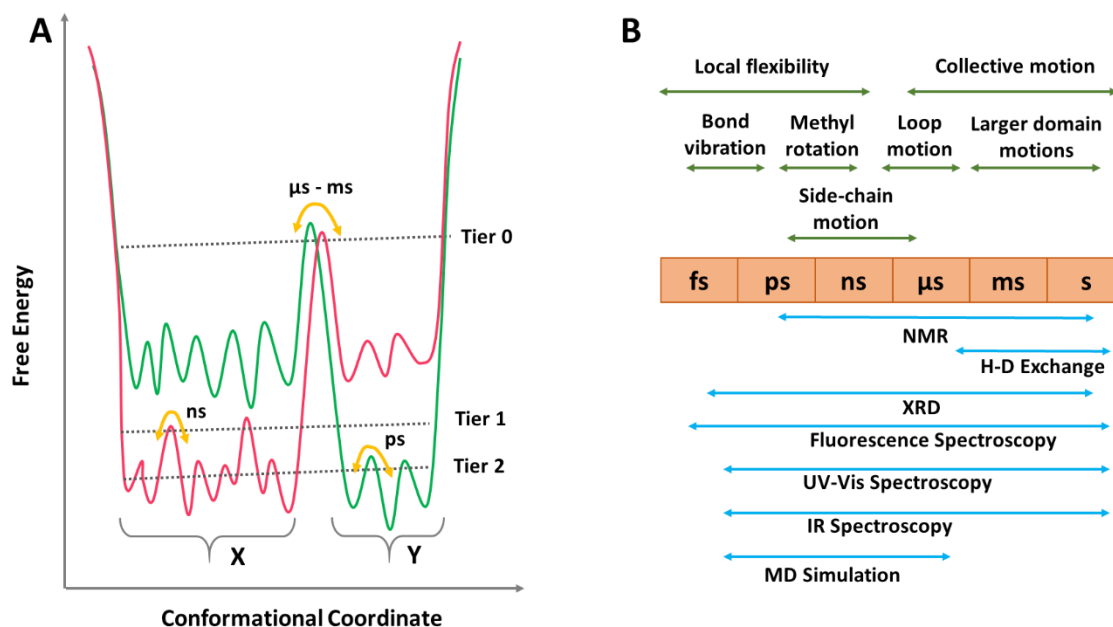 A
Free Energy
µs - ms
Tier 0
ns
Tier 1
ps
Tier 2
X
Y
Conformational Coordinate
B
Local flexibility
Collective motion
Bond
vibration
Methyl
rotation
Loop
motion
Larger domain
motions
Side-chain
motion
fs ps ns µs ms s
NMR
H-D Exchange
XRD
Fluorescence Spectroscopy
UV-Vis Spectroscopy
IR Spectroscopy
MD Simulation